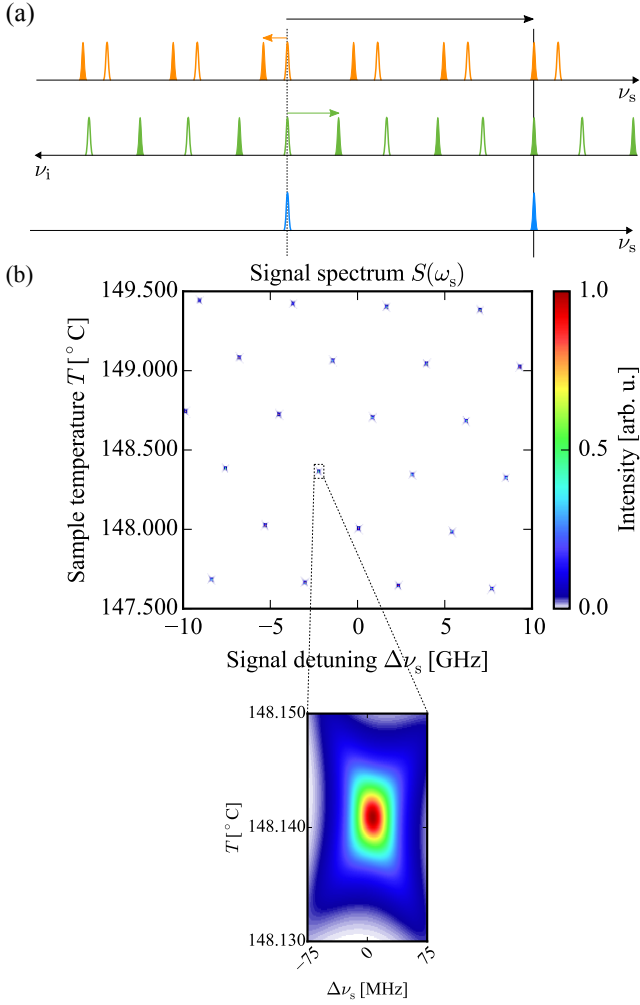 (a)
νs
νi
νs
(b)
Signal spectrum S(ωs)
149.500
149.000
148.500
148.000
147.500
Sample temperature T [°C]
−10
−5
0
5
10
Signal detuning Δνs [GHz]
1.0
0.5
0.0
Intensity [arb. u.]
148.150
148.140
148.130
T [°C]
−75
0
75
Δνs [MHz]